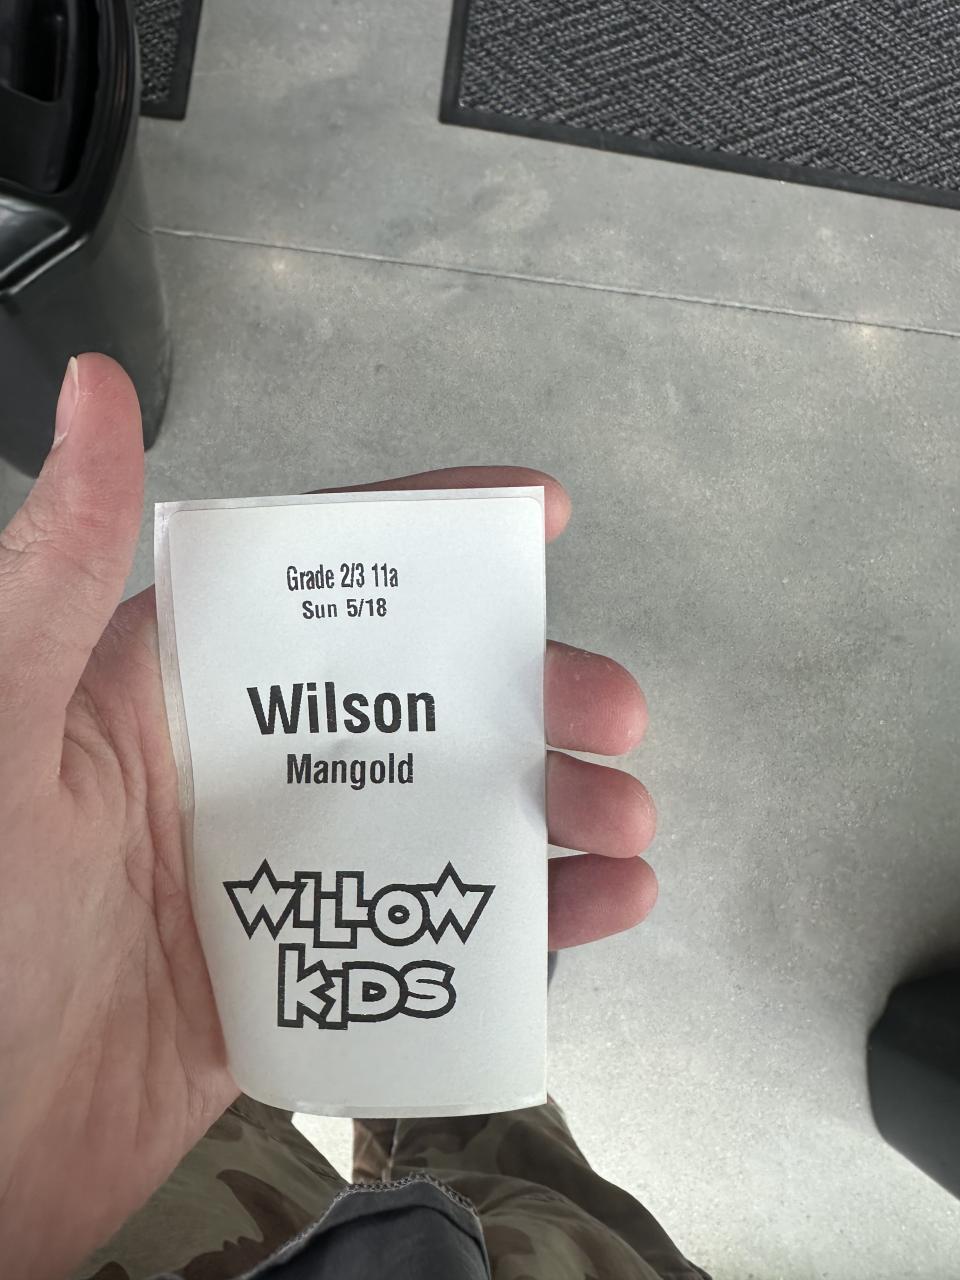 Grade 2/3 11a
Sun 5/18
Wilson
Mangold
WILLOW
KIDS